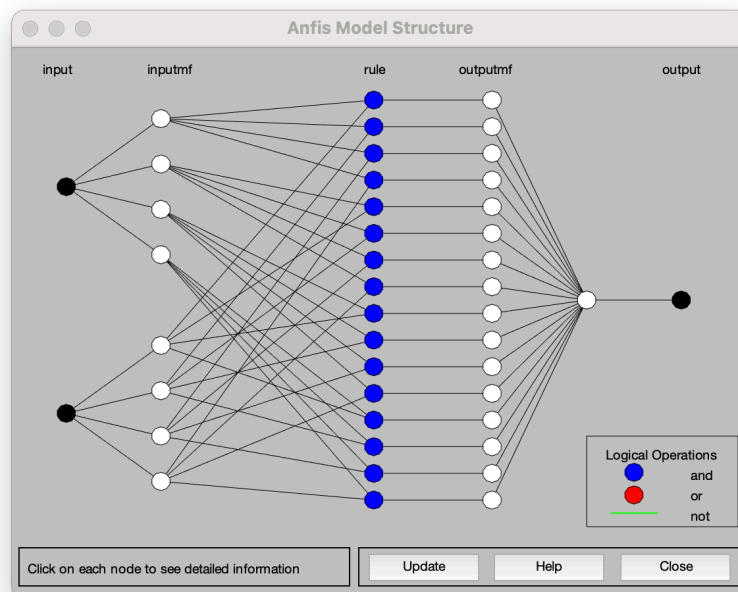 Anfis Model Structure
input inputmf rule outputmf output
Logical Operations
and
or
not
Click on each node to see detailed information
Update Help Close